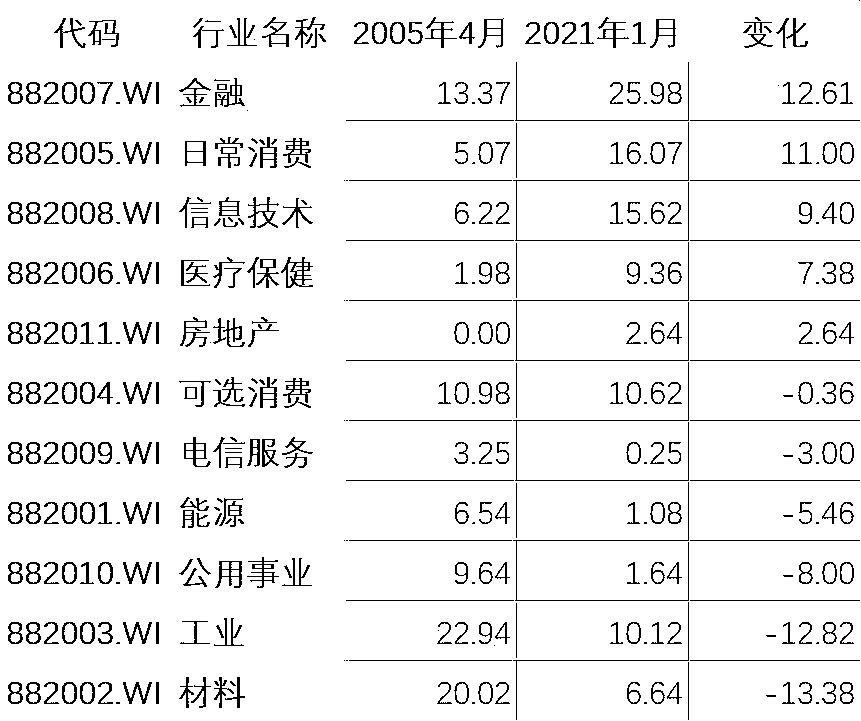 代码 行业名称 2005年4月 2021年1月 变化
882007.WI 金融 13.37 25.98 12.61
882005.WI 日常消费 5.07 16.07 11.00
882008.WI 信息技术 6.22 15.62 9.40
882006.WI 医疗保健 1.98 9.36 7.38
882011.WI 房地产 0.00 2.64 2.64
882004.WI 可选消费 10.98 10.62 -0.36
882009.WI 电信服务 3.25 0.25 -3.00
882001.WI 能源 6.54 1.08 -5.46
882010.WI 公用事业 9.64 1.64 -8.00
882003.WI 工业 22.94 10.12 -12.82
882002.WI 材料 20.02 6.64 -13.38